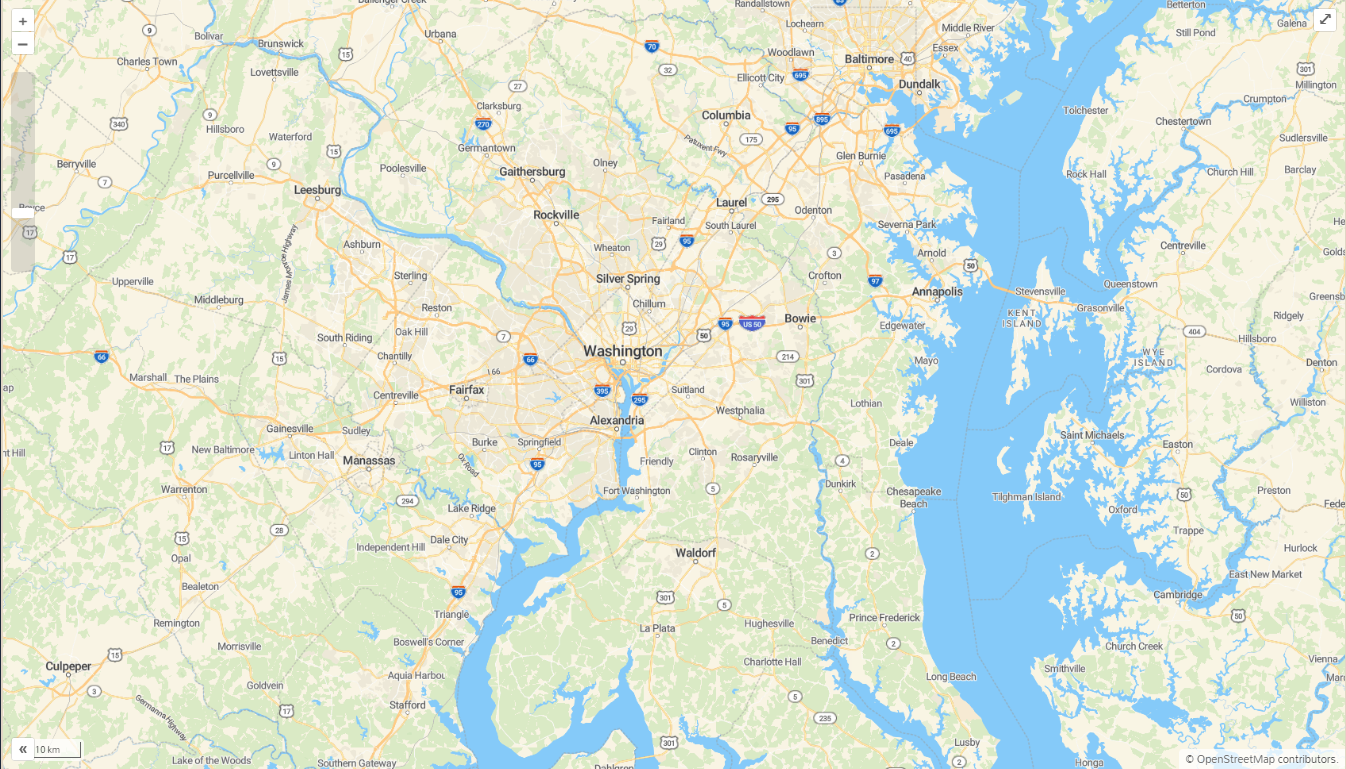 Ballenger Creek
Randallstown
83
Betterton
+
9
Bolivar
Urbana
Lochearn
Middle River
Galena
Still Pond
−
Brunswick
15
70
Woodlawn
Essex
Charles Town
32
Baltimore
40
301
Lovettsville
27
Ellicott City
695
Dundalk
Millington
Clarksburg
Crumpton
340
9
270
Columbia
95
895
695
Tolchester
Chestertown
Hillsboro
Waterford
15
Germantown
175
Patuxent Fwy
Glen Burnie
Sudlersville
Berryville
9
Poolesville
Olney
7
Purcellville
Gaithersburg
Pasadena
Rock Hall
Church Hill
Barclay
Leesburg
Laurel
295
Rockville
Odenton
Fairland
South Laurel
Severna Park
17
Ashburn
Wheaton
29
95
3
Arnold
Centreville
17
James Monroe Highway
Sterling
Silver Spring
Crofton
97
50
Upperville
Annapolis
Stevensville
Queenstown
Middleburg
Reston
Chillum
Grasonville
Ridgely
South Riding
Oak Hill
7
29
50
95
US 50
Bowie
Edgewater
KENT
ISLAND
404
Chantilly
66
Washington
214
Mayo
WYE
ISLAND
Denton
66
15
I 66
Marshall
The Plains
Cordova
Fairfax
395
295
Suitland
301
Centreville
Westphalia
Lothian
Williston
Gainesville
Sudley
Alexandria
Saint Michaels
17
New Baltimore
Linton Hall
Burke
Springfield
Clinton
Deale
Easton
Manassas
Ox Road
95
Friendly
Rosaryville
4
Warrenton
294
Fort Washington
5
Dunkirk
Chesapeake
Beach
Tilghman Island
50
Preston
Lake Ridge
Oxford
28
Trappe
15
Opal
Independent Hill
Dale City
Waldorf
2
Hurlock
Bealeton
95
East New Market
Triangle
301
5
Cambridge
50
Remington
La Plata
Hughesville
Prince Frederick
Boswell's Corner
Benedict
2
Morrisville
Church Creek
Culpeper
15
Charlotte Hall
Smithville
Vienna
3
Goldvein
Long Beach
Germanna Highway
17
Stafford
5
235
«
10 km
301
Lusby
2
Lake of the Woods
Southern Gateway
Dahlgren
Honga
© OpenStreetMap contributors.